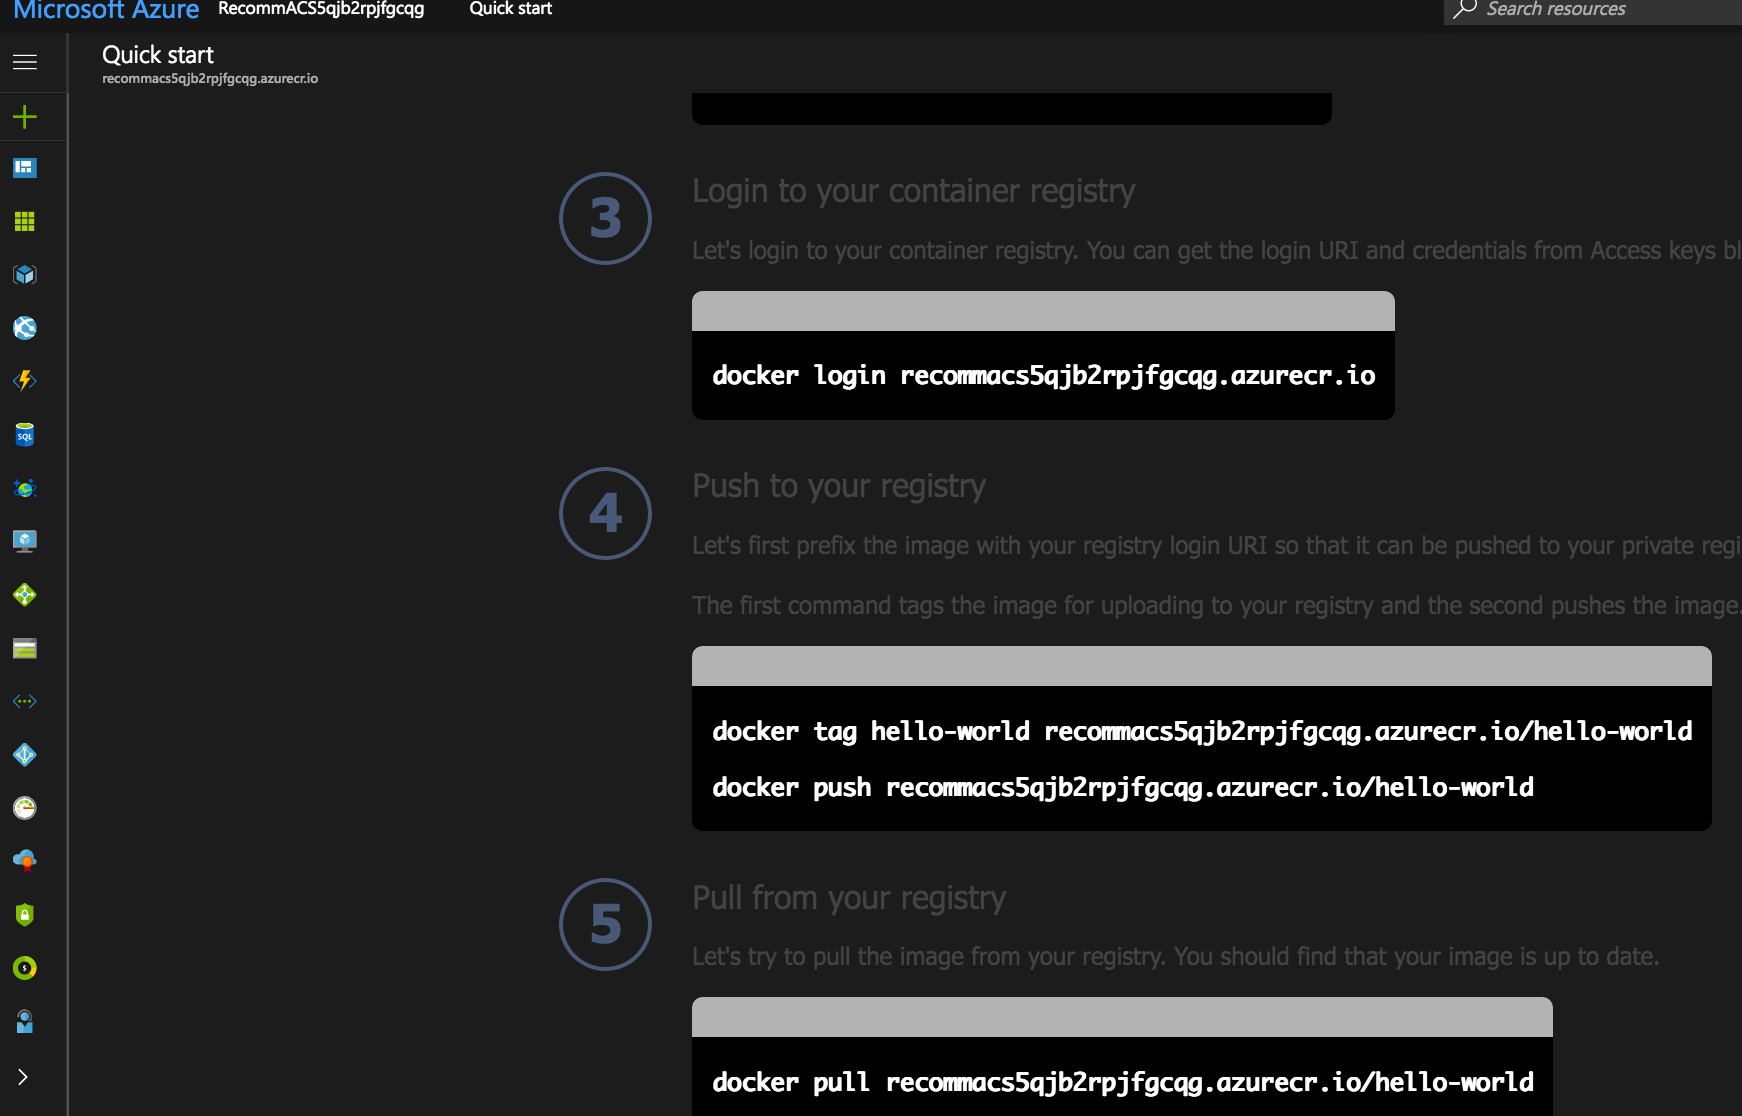 Microsoft Azure RecommACS5qjb2rpjfgcqg Quick start Search resources
Quick start
recommacs5qjb2rpjfgcqg.azurecr.io
3
Login to your container registry
Let's login to your container registry. You can get the login URI and credentials from Access keys bl
docker login recommacs5qjb2rpjfgcqg.azurecr.io
4
Push to your registry
Let's first prefix the image with your registry login URI so that it can be pushed to your private regi
The first command tags the image for uploading to your registry and the second pushes the image.
docker tag hello-world recommacs5qjb2rpjfgcqg.azurecr.io/hello-world
docker push recommacs5qjb2rpjfgcqg.azurecr.io/hello-world
5
Pull from your registry
Let's try to pull the image from your registry. You should find that your image is up to date.
docker pull recommacs5qjb2rpjfgcqg.azurecr.io/hello-world
SQL